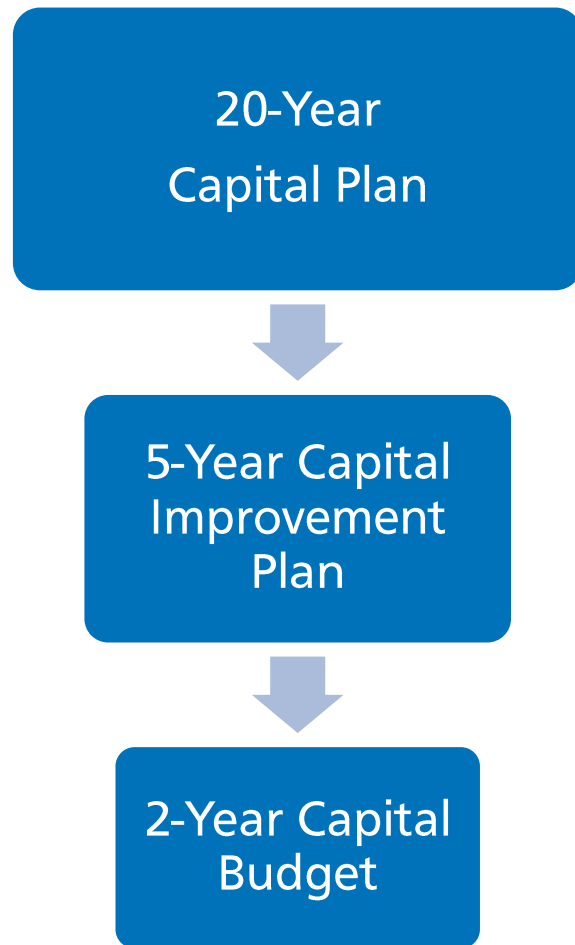 20-Year
Capital Plan
5-Year Capital
Improvement
Plan
2-Year Capital
Budget